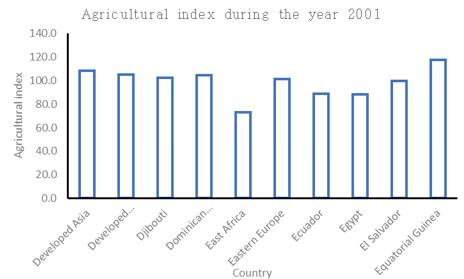 Agricultural index during the year 2001
Agricultural index
140.0
120.0
100.0
80.0
60.0
40.0
20.0
0.0
Developed Asia
Developed...
Djibouti
Dominican...
East Africa
Eastern Europe
Ecuador
Egypt
El Salvador
Equatorial Guinea
Country